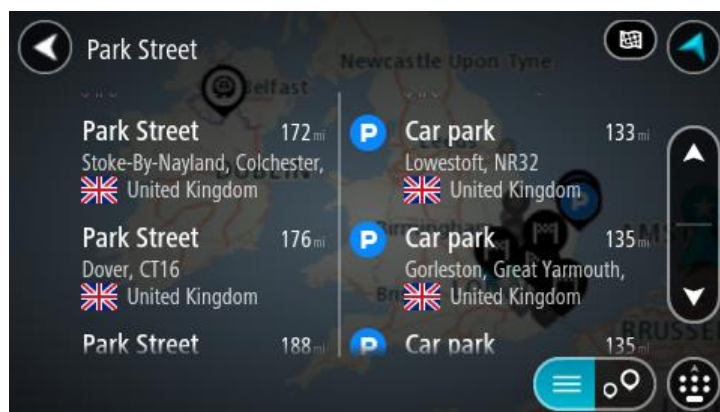 Park Street
Newcastle Upon Tyne
Belfast
Park Street 172 mi
Stoke-By-Nayland, Colchester,
United Kingdom
Park Street 176 mi
Dover, CT16
United Kingdom
Park Street 188 mi
P Car park 133 mi
Lowestoft, NR32
United Kingdom
P Car park 135 mi
Gorleston, Great Yarmouth,
United Kingdom
P Car park 135 mi
DUBLIN